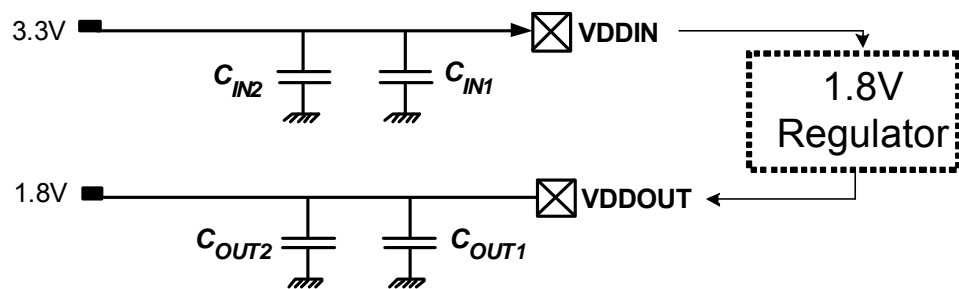 3.3V
VDDIN
C_IN2
C_IN1
1.8V
Regulator
1.8V
VDDOUT
C_OUT2
C_OUT1